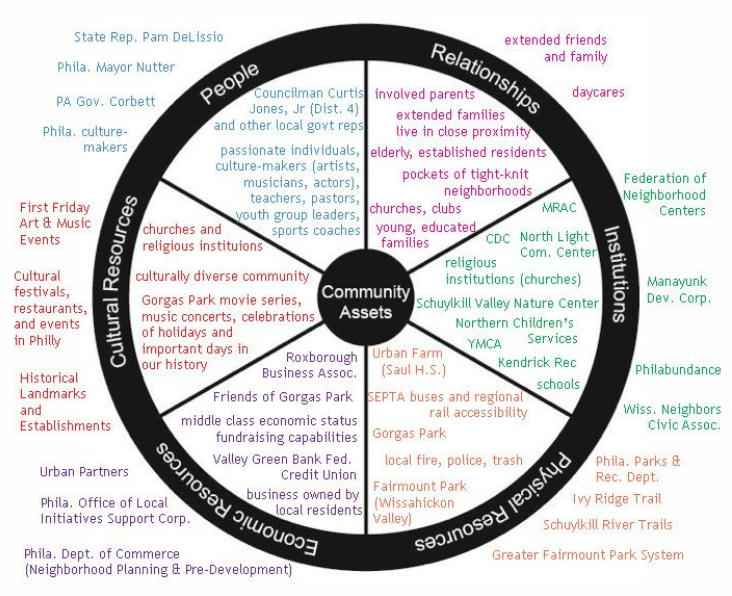 State Rep. Pam DeLissio
Phila. Mayor Nutter
PA Gov. Corbett
Phila. culture-
makers
People
Councilman Curtis
Jones, Jr (Dist. 4)
and other local govt reps
passionate individuals,
culture-makers (artists,
musicians, actors),
teachers, pastors,
youth group leaders,
sports coaches
Relationships
extended friends
and family
daycares
involved parents
extended families
live in close proximity
elderly, established residents
pockets of tight-knit
neighborhoods
churches, clubs
young, educated
families
Institutions
Federation of
Neighborhood
Centers
Manayunk
Dev. Corp.
Philabundance
Wiss. Neighbors
Civic Assoc.
MRAC
CDC
North Light
Com. Center
religious
institutions (churches)
Schuylkill Valley Nature Center
Northern Children's
Services
YMCA
Kendrick Rec
schools
Community
Assets
Cultural Resources
First Friday
Art & Music
Events
Cultural
festivals,
restaurants,
and events
in Philly
Historical
Landmarks
and
Establishments
churches and
religious instituions
culturally diverse community
Gorgas Park movie series,
music concerts, celebrations
of holidays and
important days in
our history
Economic Resources
Roxborough
Business Assoc.
Friends of Gorgas Park
middle class economic status
fundraising capabilities
Valley Green Bank Fed.
Credit Union
business owned by
local residents
Urban Partners
Phila. Office of Local
Initiatives Support Corp.
Phila. Dept. of Commerce
(Neighborhood Planning & Pre-Development)
Physical Resources
Urban Farm
(Saul H.S.)
SEPTA buses and regional
rail accessibility
Gorgas Park
local fire, police, trash
Fairmount Park
(Wissahickon
Valley)
Phila. Parks &
Rec. Dept.
Ivy Ridge Trail
Schuylkill River Trails
Greater Fairmount Park System